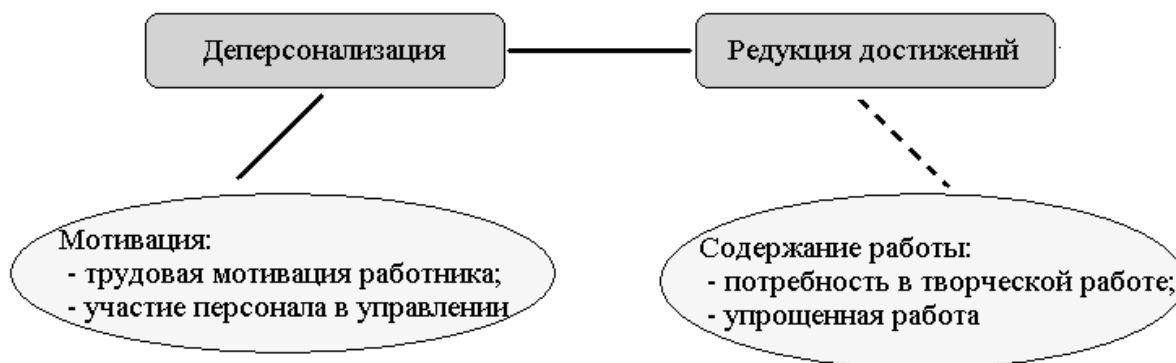 Деперсонализация
Редукция достижений
Мотивация:
- трудовая мотивация работника;
- участие персонала в управлении
Содержание работы:
- потребность в творческой работе;
- упрощенная работа